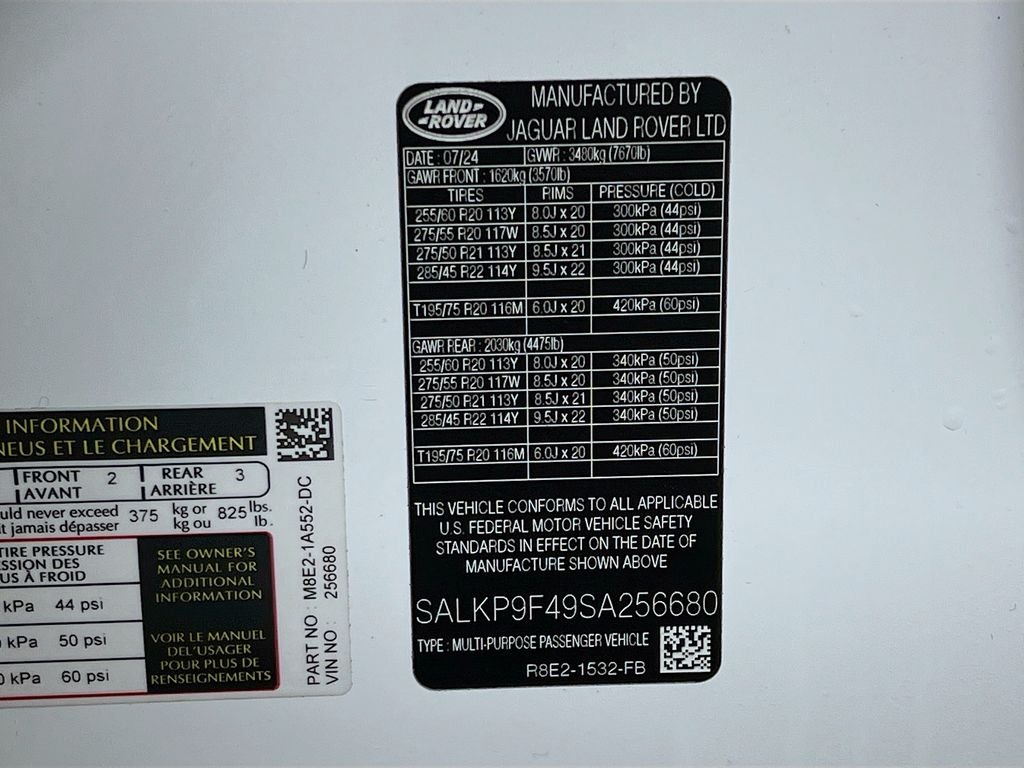 LAND-
-ROVER
MANUFACTURED BY
JAGUAR LAND ROVER LTD
DATE : 07/24 GVWR : 3480kg (7670lb)
GAWR FRONT : 1620kg (3570lb)
TIRES RIMS PRESSURE (COLD)
255/60 R20 113Y 8.0J x 20 300kPa (44psi)
275/55 R20 117W 8.5J x 20 300kPa (44psi)
275/50 R21 113Y 8.5J x 21 300kPa (44psi)
285/45 R22 114Y 9.5J x 22 300kPa (44psi)
T195/75 R20 116M 6.0J x 20 420kPa (60psi)
GAWR REAR : 2030kg (4475lb)
255/60 R20 113Y 8.0J x 20 340kPa (50psi)
275/55 R20 117W 8.5J x 20 340kPa (50psi)
275/50 R21 113Y 8.5J x 21 340kPa (50psi)
285/45 R22 114Y 9.5J x 22 340kPa (50psi)
T195/75 R20 116M 6.0J x 20 420kPa (60psi)
THIS VEHICLE CONFORMS TO ALL APPLICABLE
U.S. FEDERAL MOTOR VEHICLE SAFETY
STANDARDS IN EFFECT ON THE DATE OF
MANUFACTURE SHOWN ABOVE
SALKP9F49SA256680
TYPE : MULTI-PURPOSE PASSENGER VEHICLE
R8E2-1532-FB
INFORMATION
NEUS ET LE CHARGEMENT
FRONT 2 REAR 3
AVANT ARRIÈRE
uld never exceed 375 kg or 825 lbs.
it jamais dépasser kg ou lb.
TIRE PRESSURE
SSION DES
US À FROID
kPa 44 psi
0 kPa 50 psi
0 kPa 60 psi
SEE OWNER'S
MANUAL FOR
ADDITIONAL
INFORMATION
VOIR LE MANUEL
DEL'USAGER
POUR PLUS DE
RENSEIGNEMENTS
PART NO : M8E2-1A552-DC
VIN NO : 256680